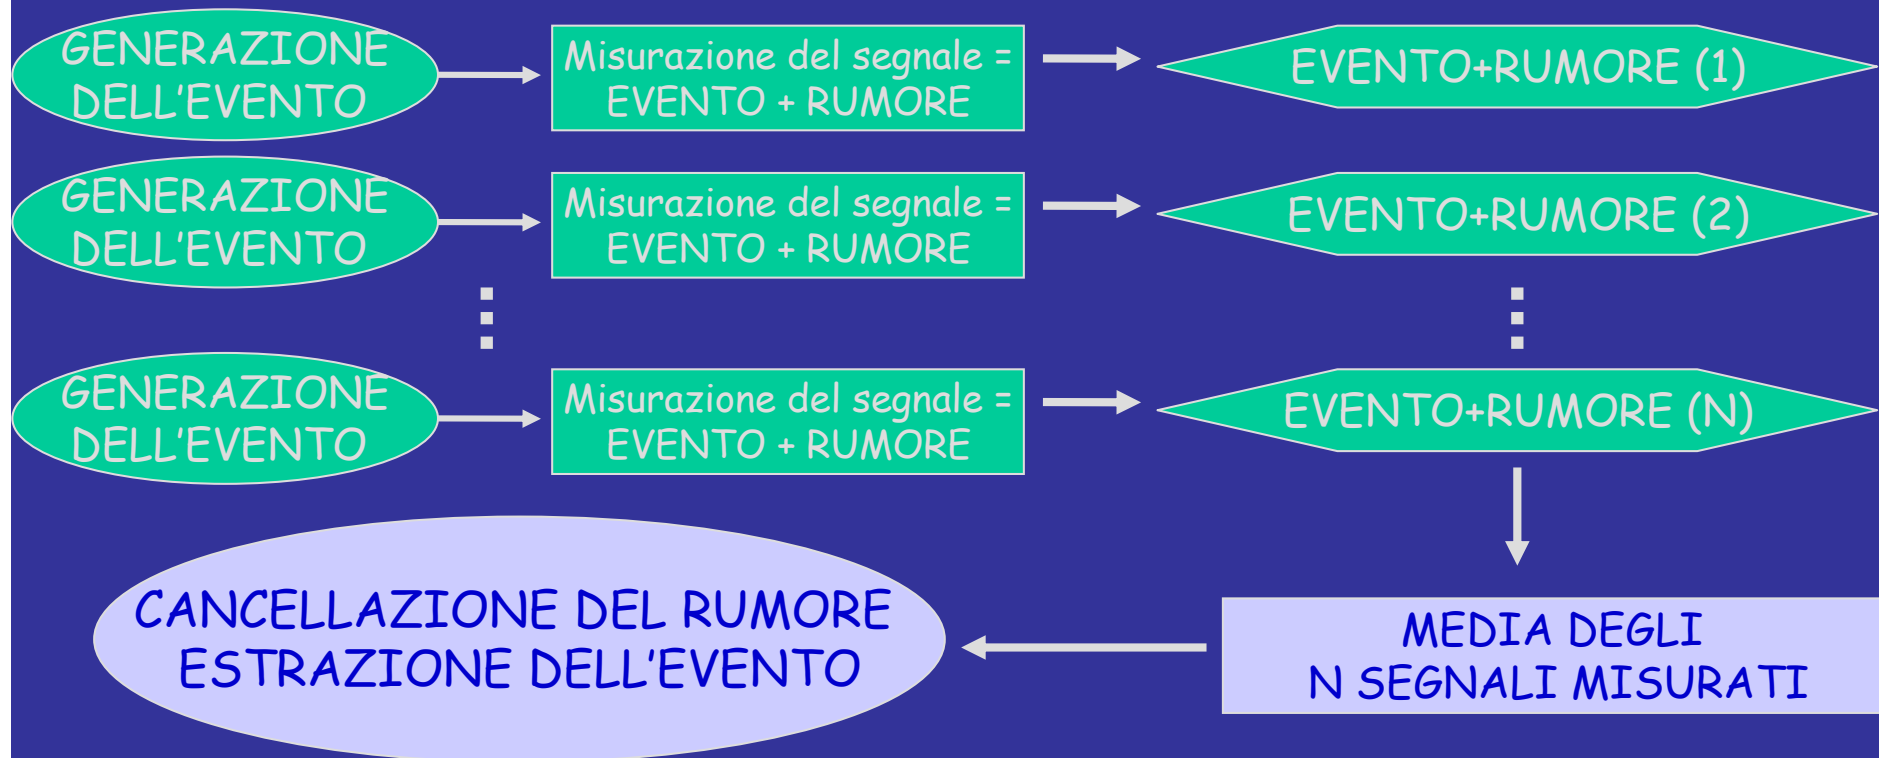 GENERAZIONE
DELL'EVENTO
Misurazione del segnale =
EVENTO + RUMORE
EVENTO+RUMORE (1)
GENERAZIONE
DELL'EVENTO
Misurazione del segnale =
EVENTO + RUMORE
EVENTO+RUMORE (2)
GENERAZIONE
DELL'EVENTO
Misurazione del segnale =
EVENTO + RUMORE
EVENTO+RUMORE (N)
CANCELLAZIONE DEL RUMORE
ESTRAZIONE DELL'EVENTO
MEDIA DEGLI
N SEGNALI MISURATI